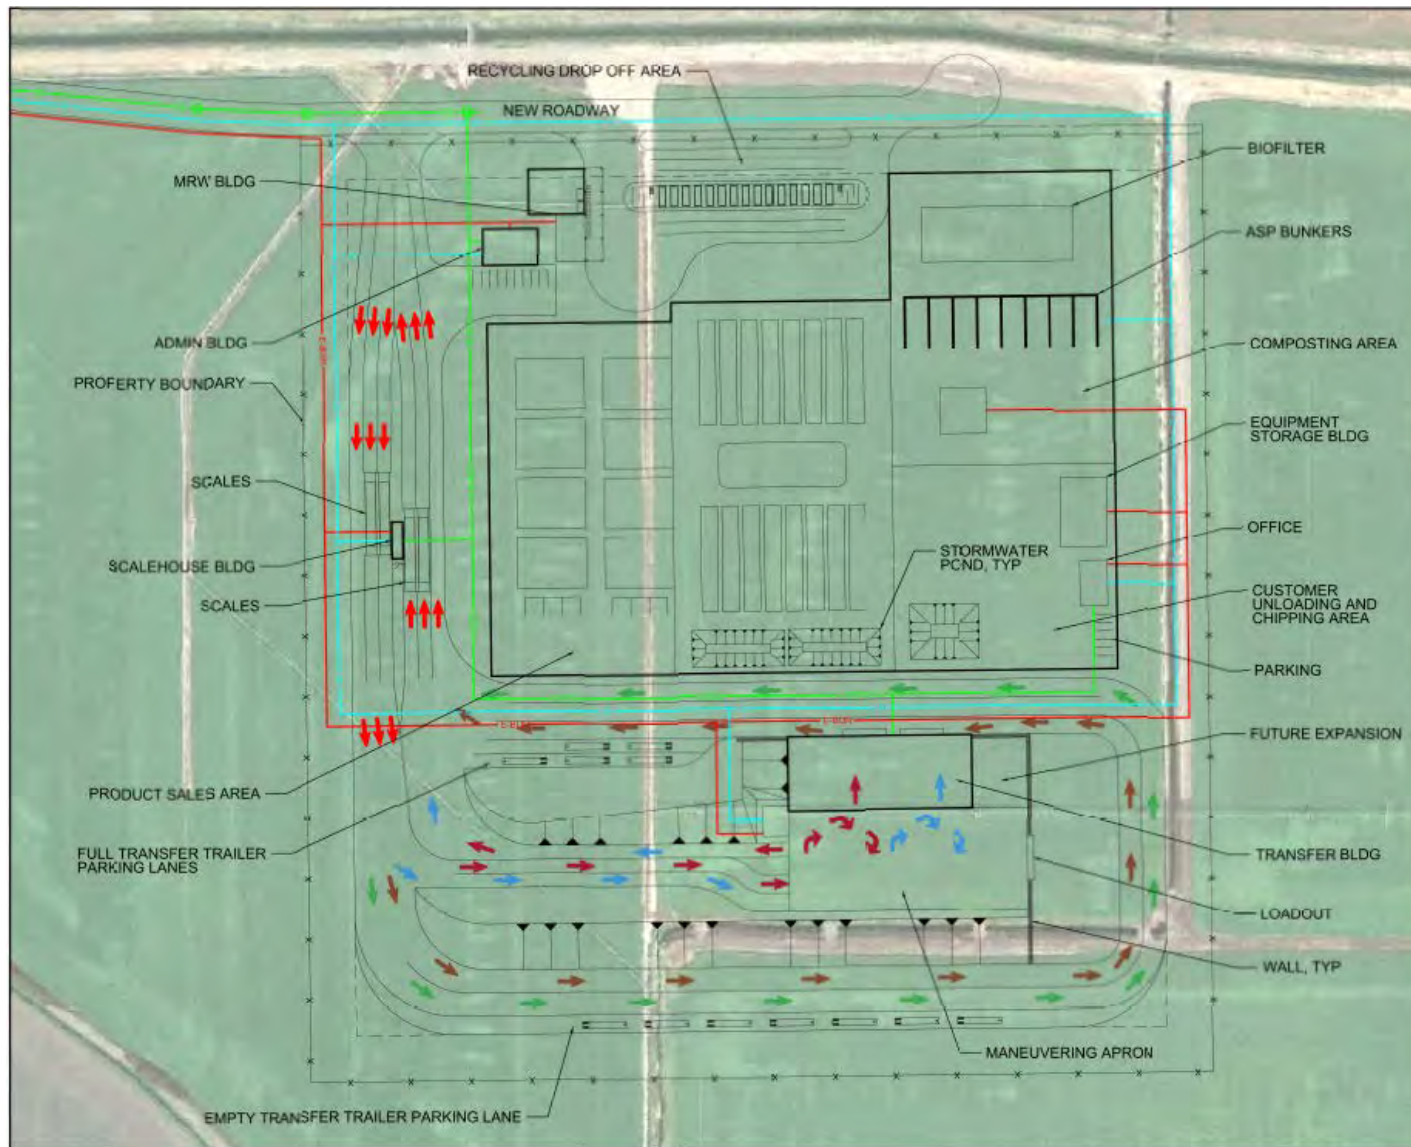 RECYCLING DROP OFF AREA
NEW ROADWAY
BIOFILTER
MRW BLDG
ASP BUNKERS
ADMIN BLDG
COMPOSTING AREA
PROPERTY BOUNDARY
EQUIPMENT
STORAGE BLDG
SCALES
OFFICE
STORMWATER
POND, TYP
SCALEHOUSE BLDG
CUSTOMER
UNLOADING AND
CHIPPING AREA
SCALES
PARKING
FUTURE EXPANSION
PRODUCT SALES AREA
FULL TRANSFER TRAILER
PARKING LANES
TRANSFER BLDG
LOADOUT
WALL, TYP
MANEUVERING APRON
EMPTY TRANSFER TRAILER PARKING LANE